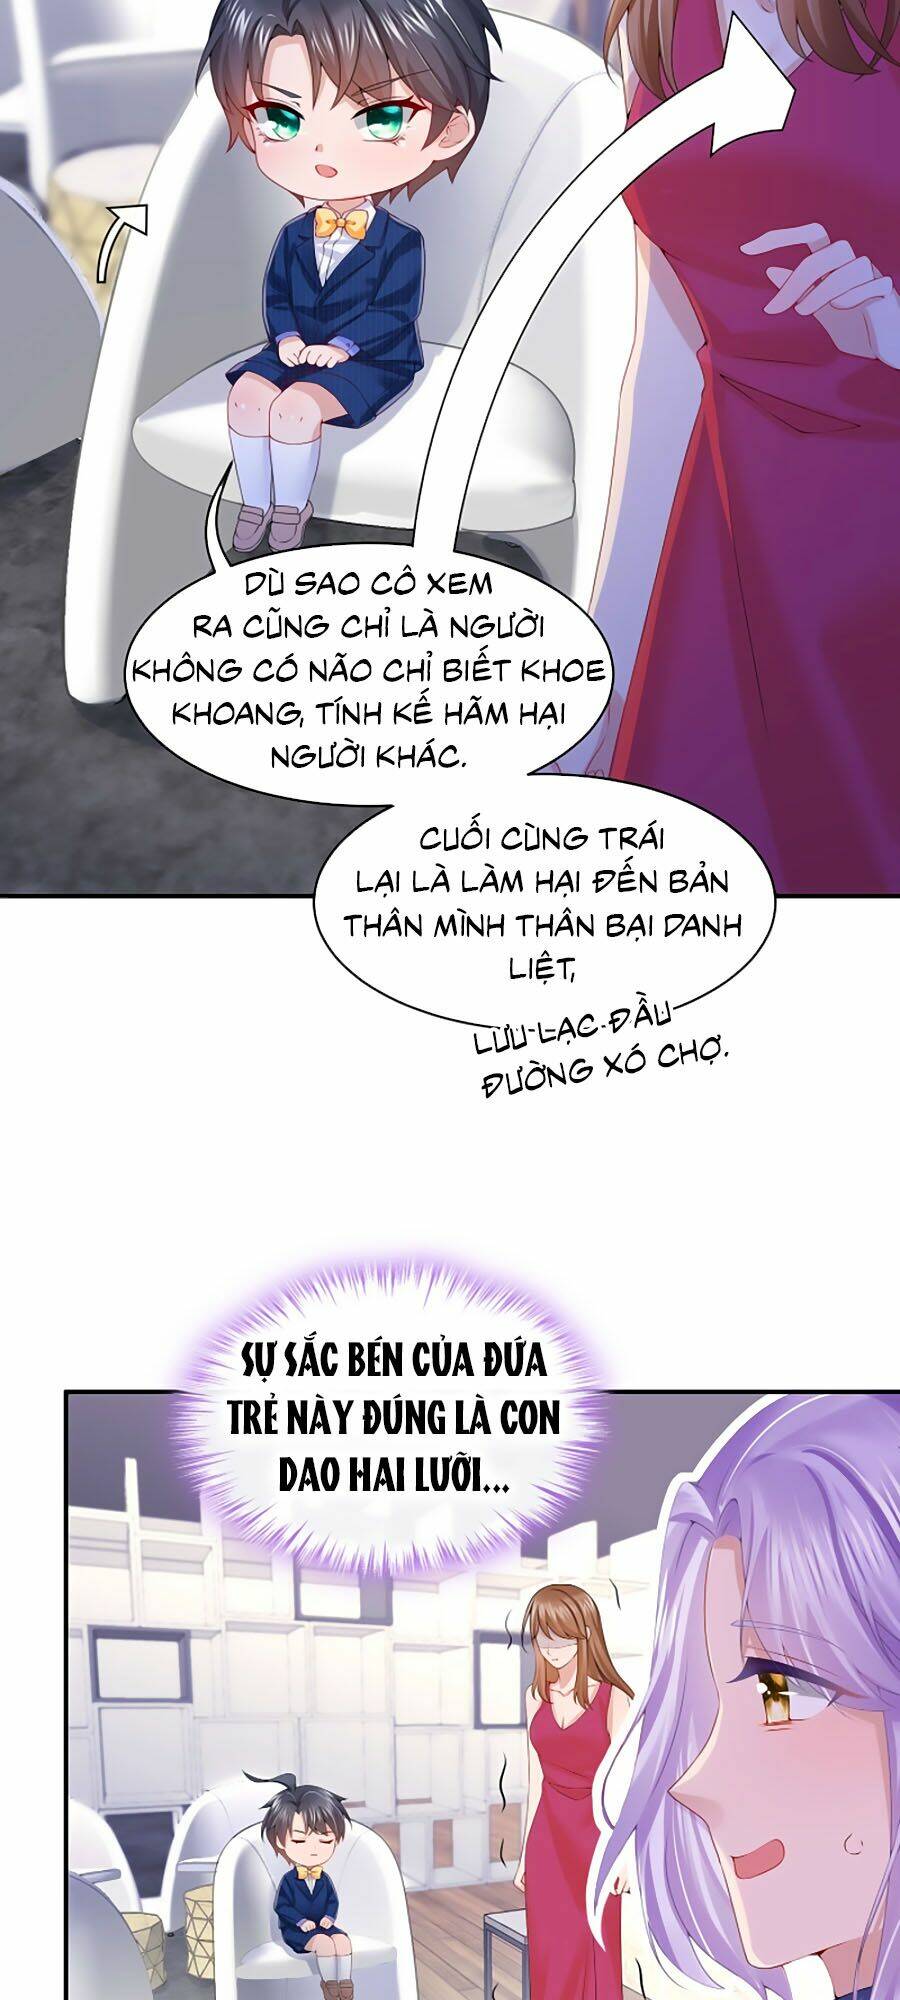 DÙ SAO CÔ XEM
RA CŨNG CHỈ LÀ NGƯỜI
KHÔNG CÓ NÃO CHỈ BIẾT KHOE
KHOANG, TÍNH KẾ HÃM HẠI
NGƯỜI KHÁC.
CUỐI CÙNG TRÁI
LẠI LÀ LÀM HẠI ĐẾN BẢN
THÂN MÌNH THÂN BẠI DANH
LIỆT,
LƯU LẠC ĐẦU
ĐƯỜNG XÓ CHỢ.
SỰ SẮC BÉN CỦA ĐỨA
TRẺ NÀY ĐÚNG LÀ CON
DAO HAI LƯỠI...